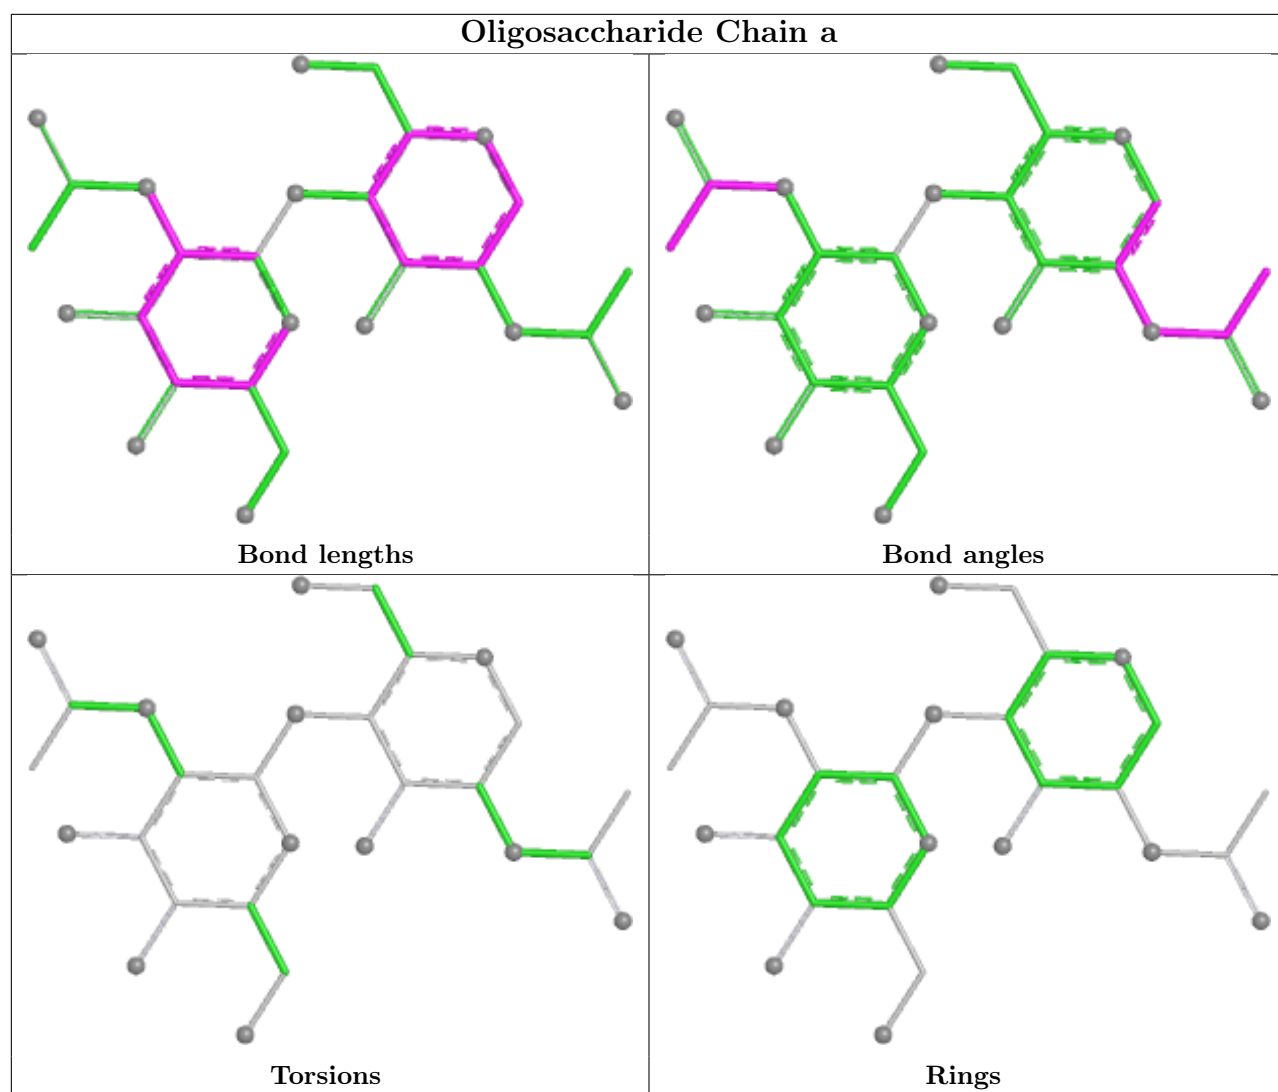 Oligosaccharide Chain a
Bond lengths
Bond angles
Torsions
Rings